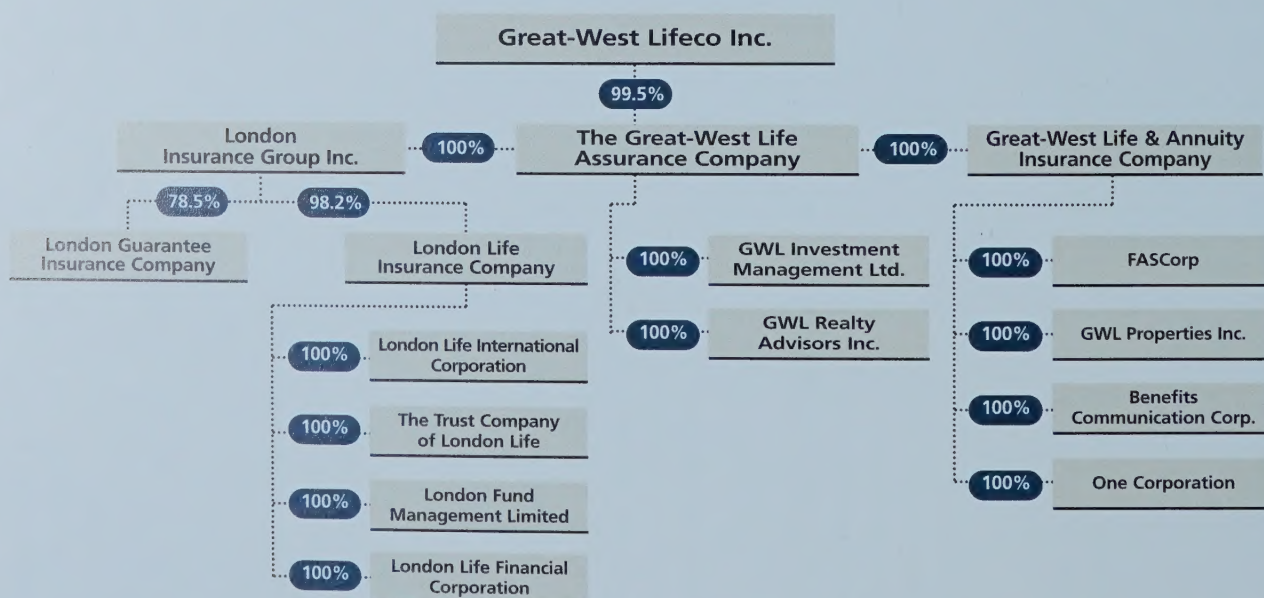 Great-West Lifeco Inc.
99.5%
London
Insurance Group Inc.
100%
The Great-West Life
Assurance Company
100%
Great-West Life & Annuity
Insurance Company
78.5%
98.2%
London Guarantee
Insurance Company
London Life
Insurance Company
100%
GWL Investment
Management Ltd.
100%
FASCorp
100%
GWL Realty
Advisors Inc.
100%
GWL Properties Inc.
100%
London Life International
Corporation
100%
Benefits
Communication Corp.
100%
The Trust Company
of London Life
100%
One Corporation
100%
London Fund
Management Limited
100%
London Life Financial
Corporation